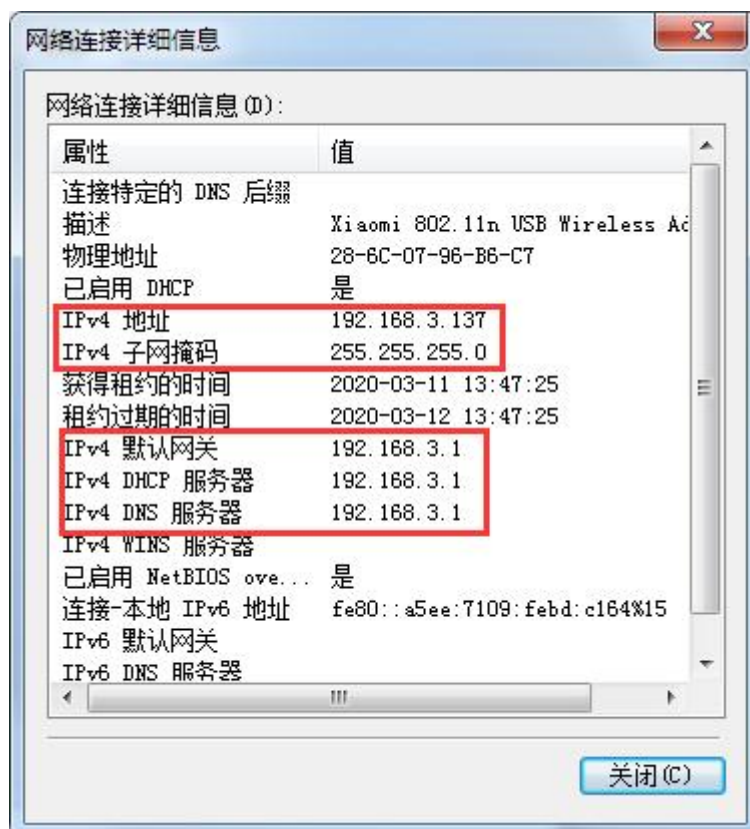 网络连接详细信息
网络连接详细信息(D):
属性 值
连接特定的 DNS 后缀
描述 Xiaomi 802.11n USB Wireless Ad
物理地址 28-6C-07-96-B6-C7
已启用 DHCP 是
IPv4 地址 192.168.3.137
IPv4 子网掩码 255.255.255.0
获得租约的时间 2020-03-11 13:47:25
租约过期的时间 2020-03-12 13:47:25
IPv4 默认网关 192.168.3.1
IPv4 DHCP 服务器 192.168.3.1
IPv4 DNS 服务器 192.168.3.1
IPv4 WINS 服务器
已启用 NetBIOS ove... 是
连接-本地 IPv6 地址 fe80::a5ee:7109:febd:c164%15
IPv6 默认网关
IPv6 DNS 服务器
关闭(C)